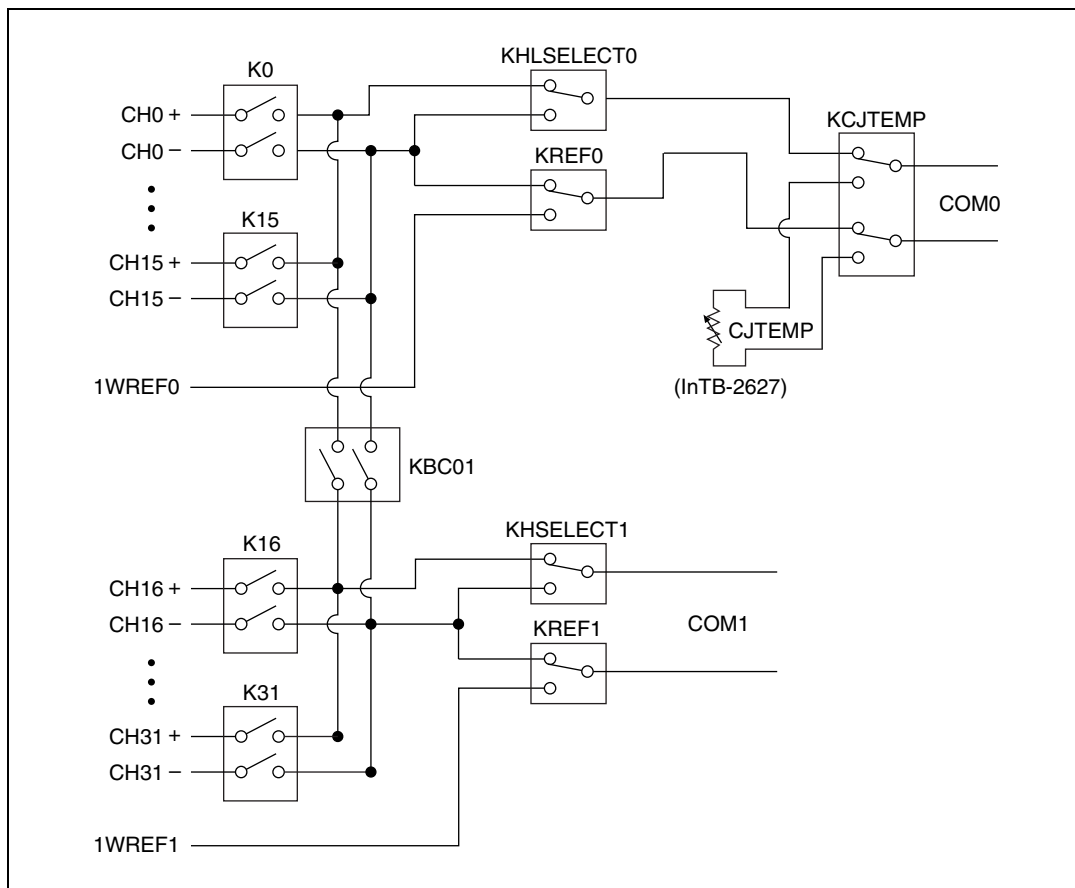 KHLSELECT0
K0
CH0 +
CH0 −
KCJTEMP
KREF0
COM0
K15
CH15 +
CH15 −
CJTEMP
(InTB-2627)
1WREF0
KBC01
KHSELECT1
K16
CH16 +
CH16 −
COM1
KREF1
K31
CH31 +
CH31 −
1WREF1